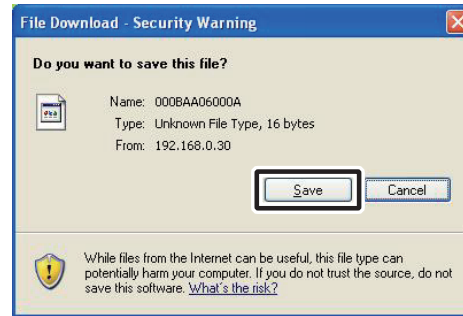 File Download - Security Warning
Do you want to save this file?
Name: 000BAA06000A
Type: Unknown File Type, 16 bytes
From: 192.168.0.30
Save Cancel
While files from the Internet can be useful, this file type can
potentially harm your computer. If you do not trust the source, do not
save this software. What's the risk?